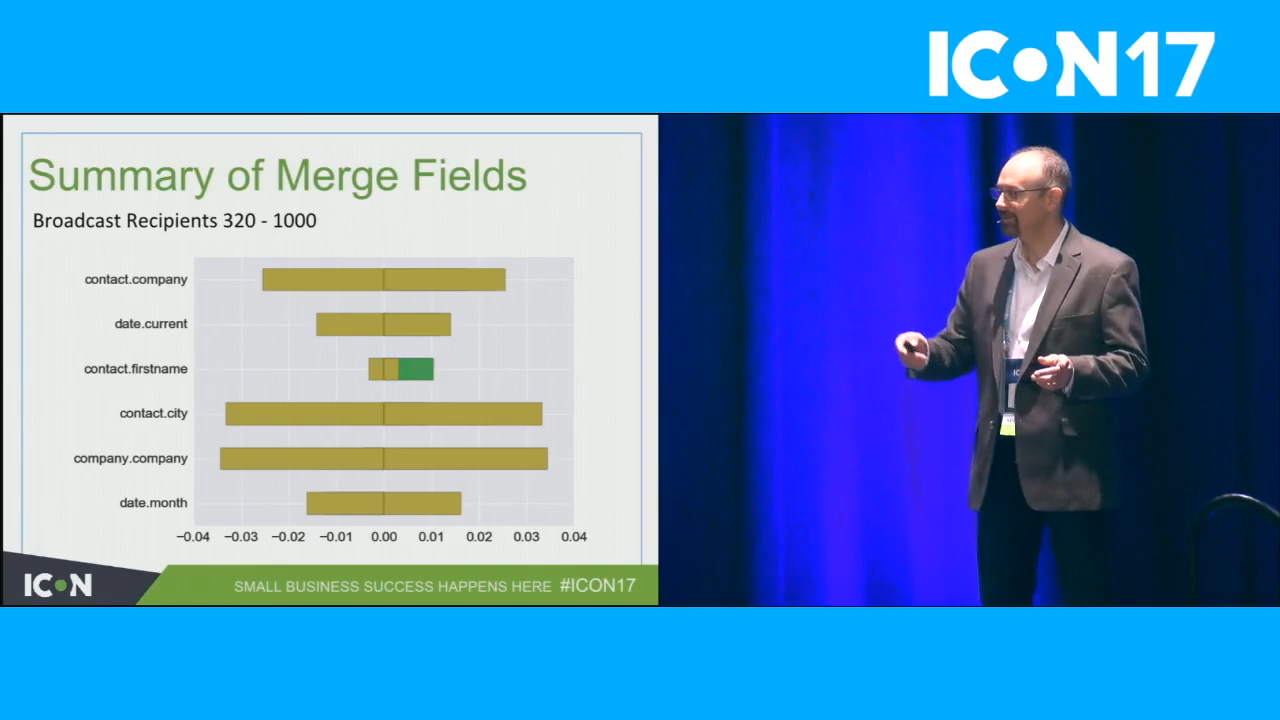 ICON17
Summary of Merge Fields
Broadcast Recipients 320 - 1000
contact.company
date.current
contact.firstname
contact.city
company.company
date.month
−0.04 −0.03 −0.02 −0.01 0.00 0.01 0.02 0.03 0.04
ICON
SMALL BUSINESS SUCCESS HAPPENS HERE #ICON17